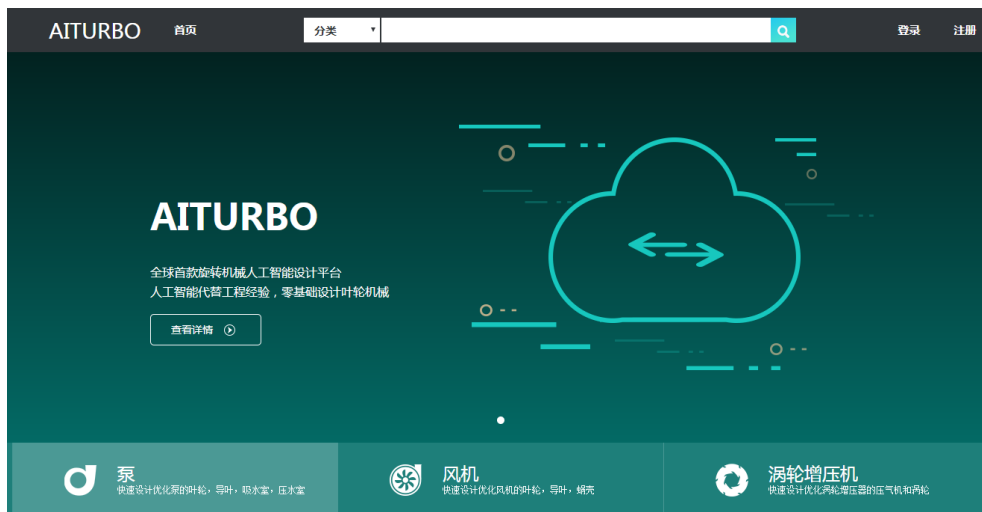 AITURBO
首页
分类
登录
注册
AITURBO
全球首款旋转机械人工智能设计平台
人工智能代替工程经验，零基础设计叶轮机械
查看详情
泵
快速设计优化泵的叶轮，导叶，吸水室，压水室
风机
快速设计优化风机的叶轮，导叶，蜗壳
涡轮增压机
快速设计优化涡轮增压器的压气机和涡轮